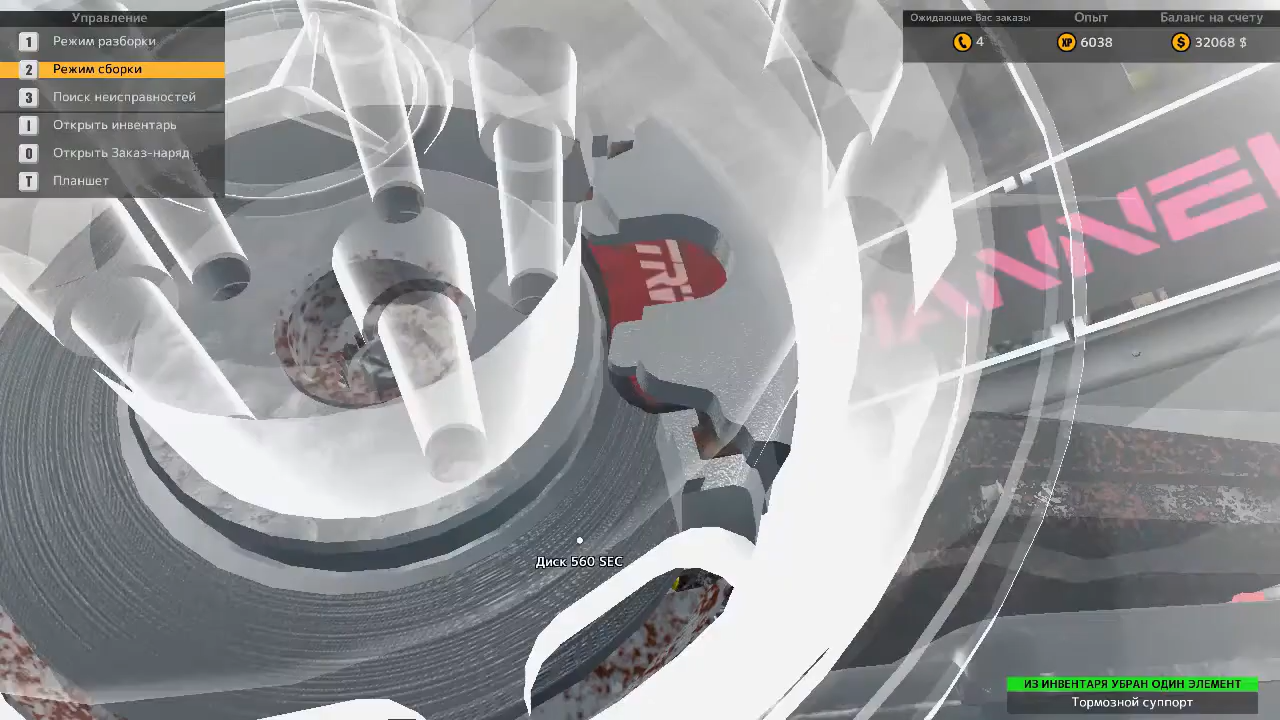 Управление
1 Режим разборки
2 Режим сборки
3 Поиск неисправностей
I Открыть инвентарь
O Открыть Заказ-наряд
T Планшет
Ожидающие Вас заказы
4
Опыт
XP 6038
Баланс на счету
$ 32068 $
Диск 560 SEC
ИЗ ИНВЕНТАРЯ УБРАН ОДИН ЭЛЕМЕНТ
Тормозной суппорт